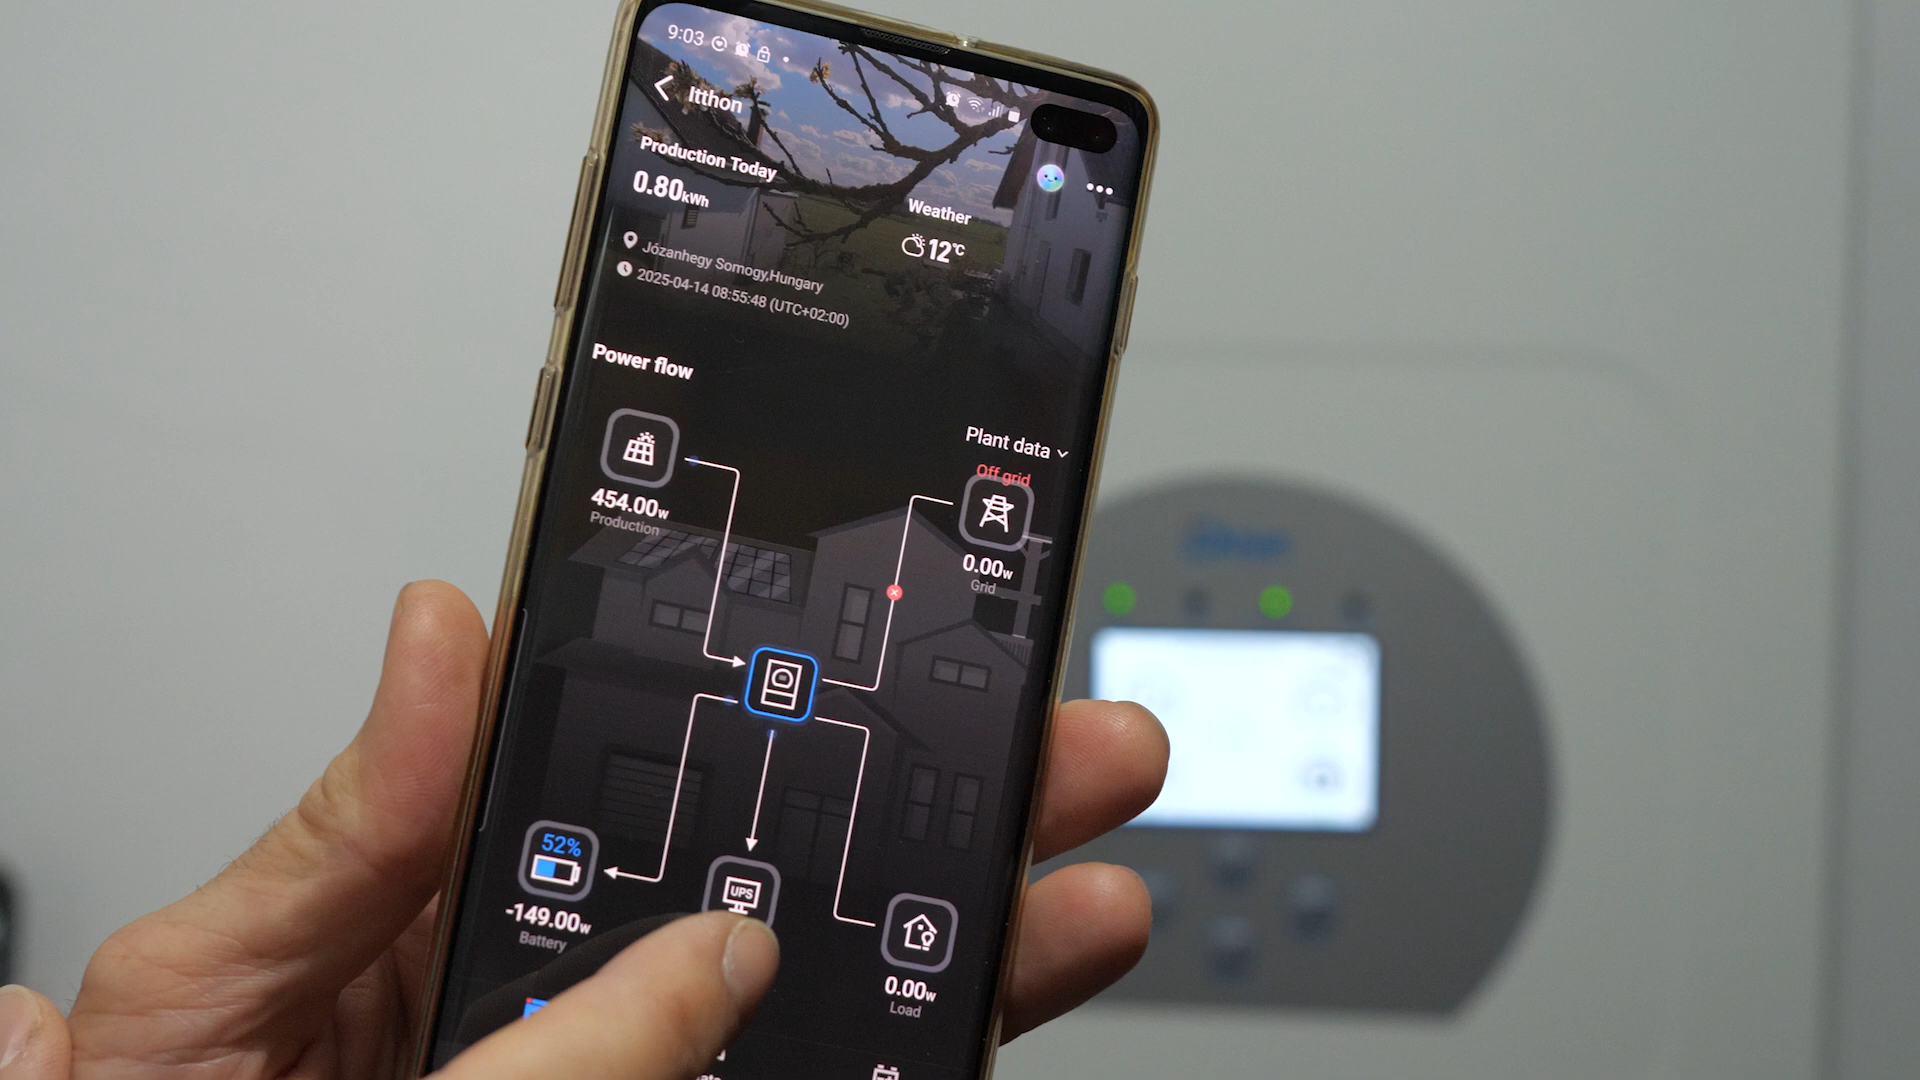 9:03
Itthon
Production Today
0.80kWh
Weather
12°C
Józanhegy Somogy,Hungary
2025-04-14 08:55:48 (UTC+02:00)
Power flow
Plant data
Off grid
454.00w
Production
0.00w
Grid
52%
-149.00w
Battery
UPS
0.00w
Load